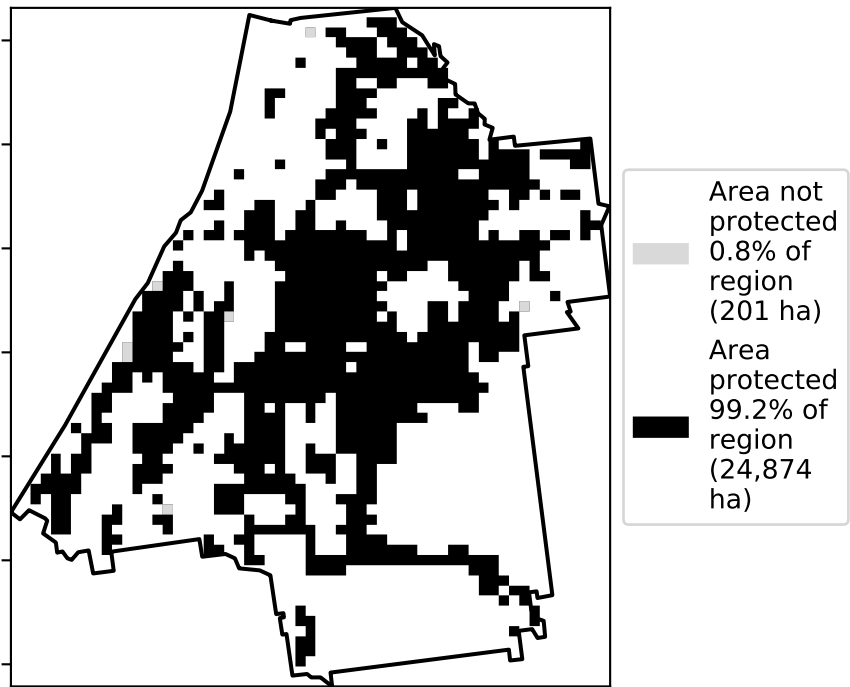 Area not
protected
0.8% of
region
(201 ha)
Area
protected
99.2% of
region
(24,874
ha)